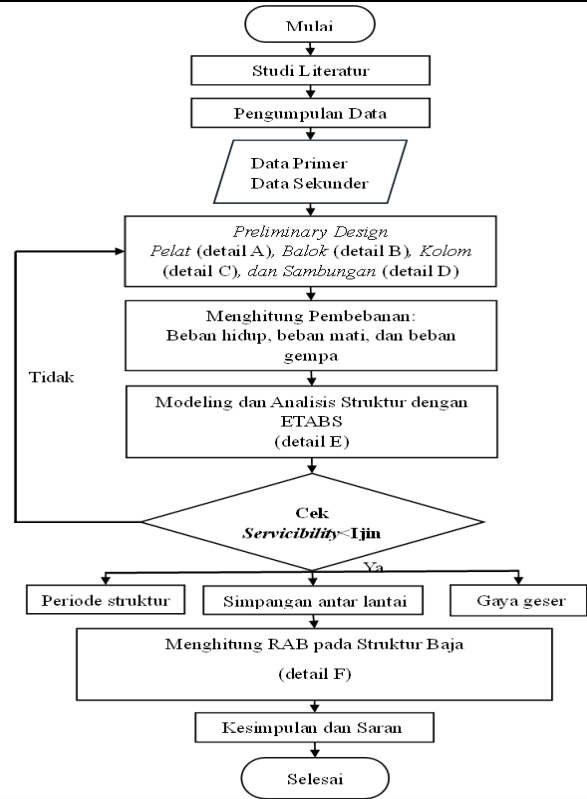 Mulai
Studi Literatur
Pengumpulan Data
Data Primer
Data Sekunder
Preliminary Design
Pelat (detail A), Balok (detail B), Kolom
(detail C), dan Sambungan (detail D)
Menghitung Pembebanan:
Beban hidup, beban mati, dan beban
gempa
Tidak
Modeling dan Analisis Struktur dengan
ETABS
(detail E)
Cek
Servicibility<Ijin
Ya
Periode struktur
Simpangan antar lantai
Gaya geser
Menghitung RAB pada Struktur Baja
(detail F)
Kesimpulan dan Saran
Selesai